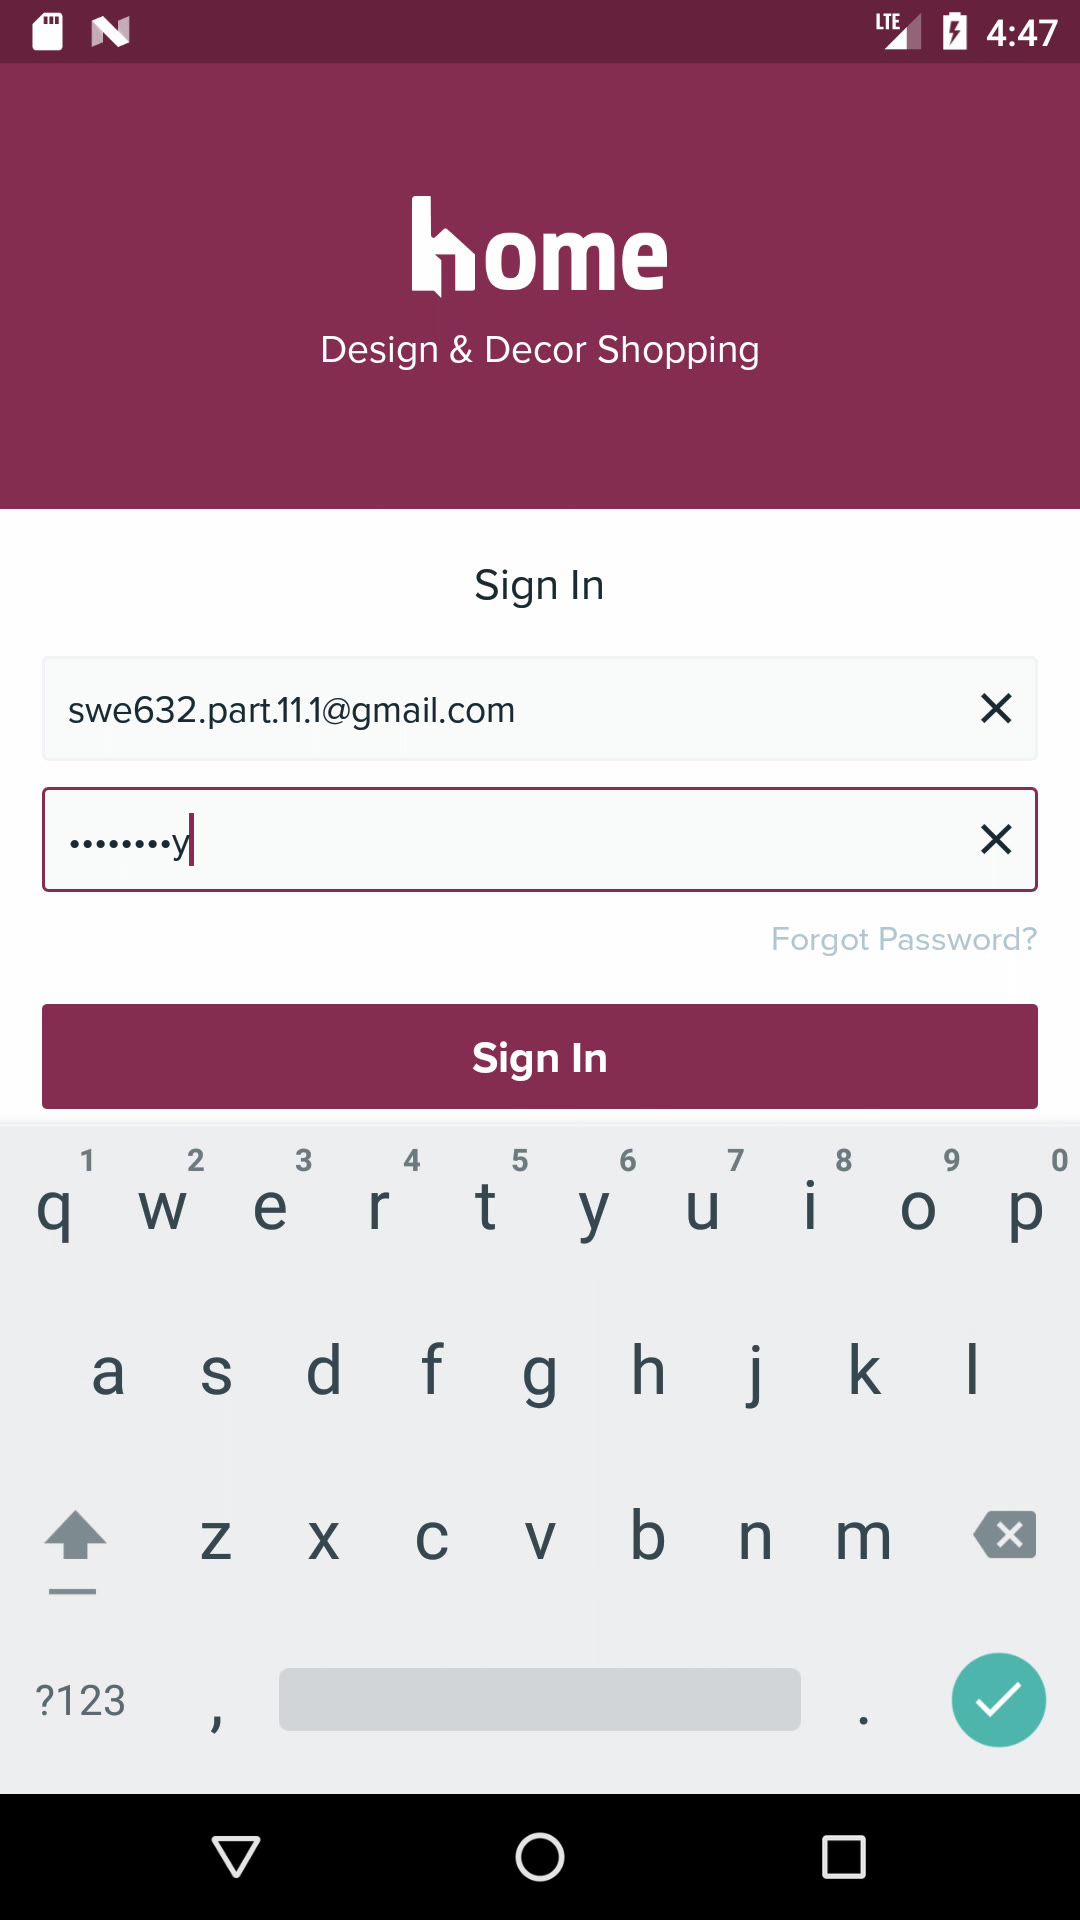 LTE 4:47
home
Design & Decor Shopping
Sign In
swe632.part.11.1@gmail.com
••••••••y
Forgot Password?
Sign In
1 2 3 4 5 6 7 8 9 0
q w e r t y u i o p
a s d f g h j k l
z x c v b n m
?123 , .